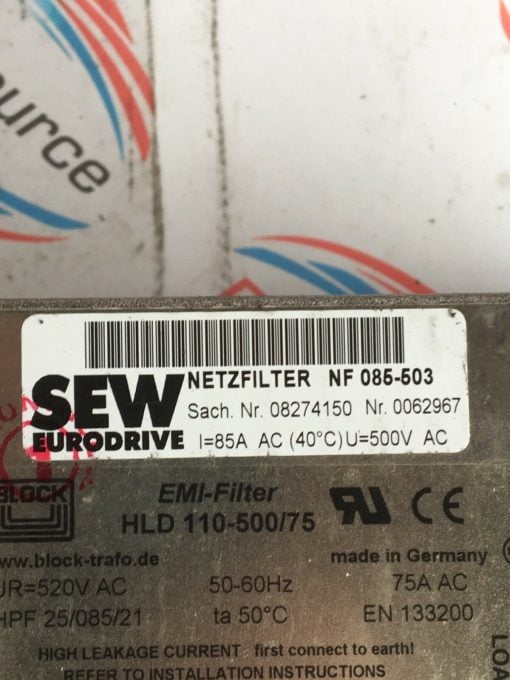 ource
NETZFILTER NF 085-503
SEW
EURODRIVE
Sach. Nr. 08274150 Nr. 0062967
I=85A AC (40°C) U=500V AC
BLOCK
EMI-Filter
HLD 110-500/75
www.block-trafo.de
made in Germany
UR=520V AC 50-60Hz 75A AC
HPF 25/085/21 ta 50°C EN 133200
HIGH LEAKAGE CURRENT first connect to earth!
REFER TO INSTALLATION INSTRUCTIONS
LOA